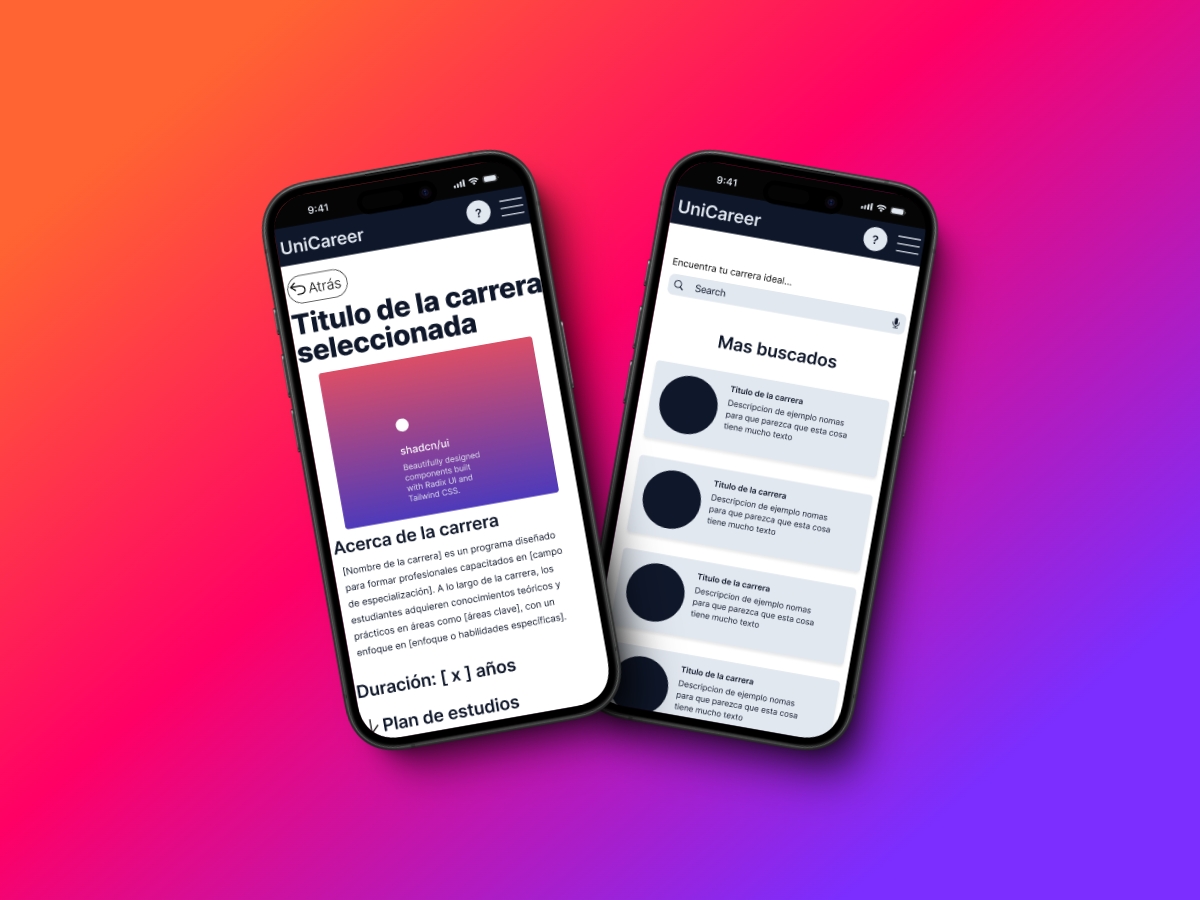 9:41
UniCareer
?
Atrás
Titulo de la carrera
seleccionada
shadcn/ui
Beautifully designed
components built
with Radix UI and
Tailwind CSS.
Acerca de la carrera
[Nombre de la carrera] es un programa diseñado
para formar profesionales capacitados en [campo
de especialización]. A lo largo de la carrera, los
estudiantes adquieren conocimientos teóricos y
prácticos en áreas como [áreas clave], con un
enfoque en [enfoque o habilidades específicas].
Duración: [ x ] años
Plan de estudios
9:41
UniCareer
?
Encuentra tu carrera ideal...
Search
Mas buscados
Título de la carrera
Descripcion de ejemplo nomas
para que parezca que esta cosa
tiene mucho texto
Título de la carrera
Descripcion de ejemplo nomas
para que parezca que esta cosa
tiene mucho texto
Título de la carrera
Descripcion de ejemplo nomas
para que parezca que esta cosa
tiene mucho texto
Título de la carrera
Descripcion de ejemplo nomas
para que parezca que esta cosa
tiene mucho texto